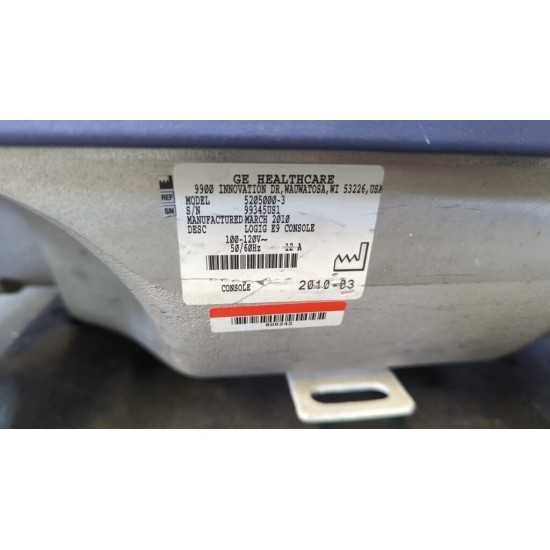 GE HEALTHCARE
9900 INNOVATION DR,WAUWATOSA,WI 53226,USA
MODEL 5205000-3
S/N 99345US1
MANUFACTURED MARCH 2010
DESC LOGIQ E9 CONSOLE
100-120V~
50/60Hz 12 A
CONSOLE 2010-03
REF
SN